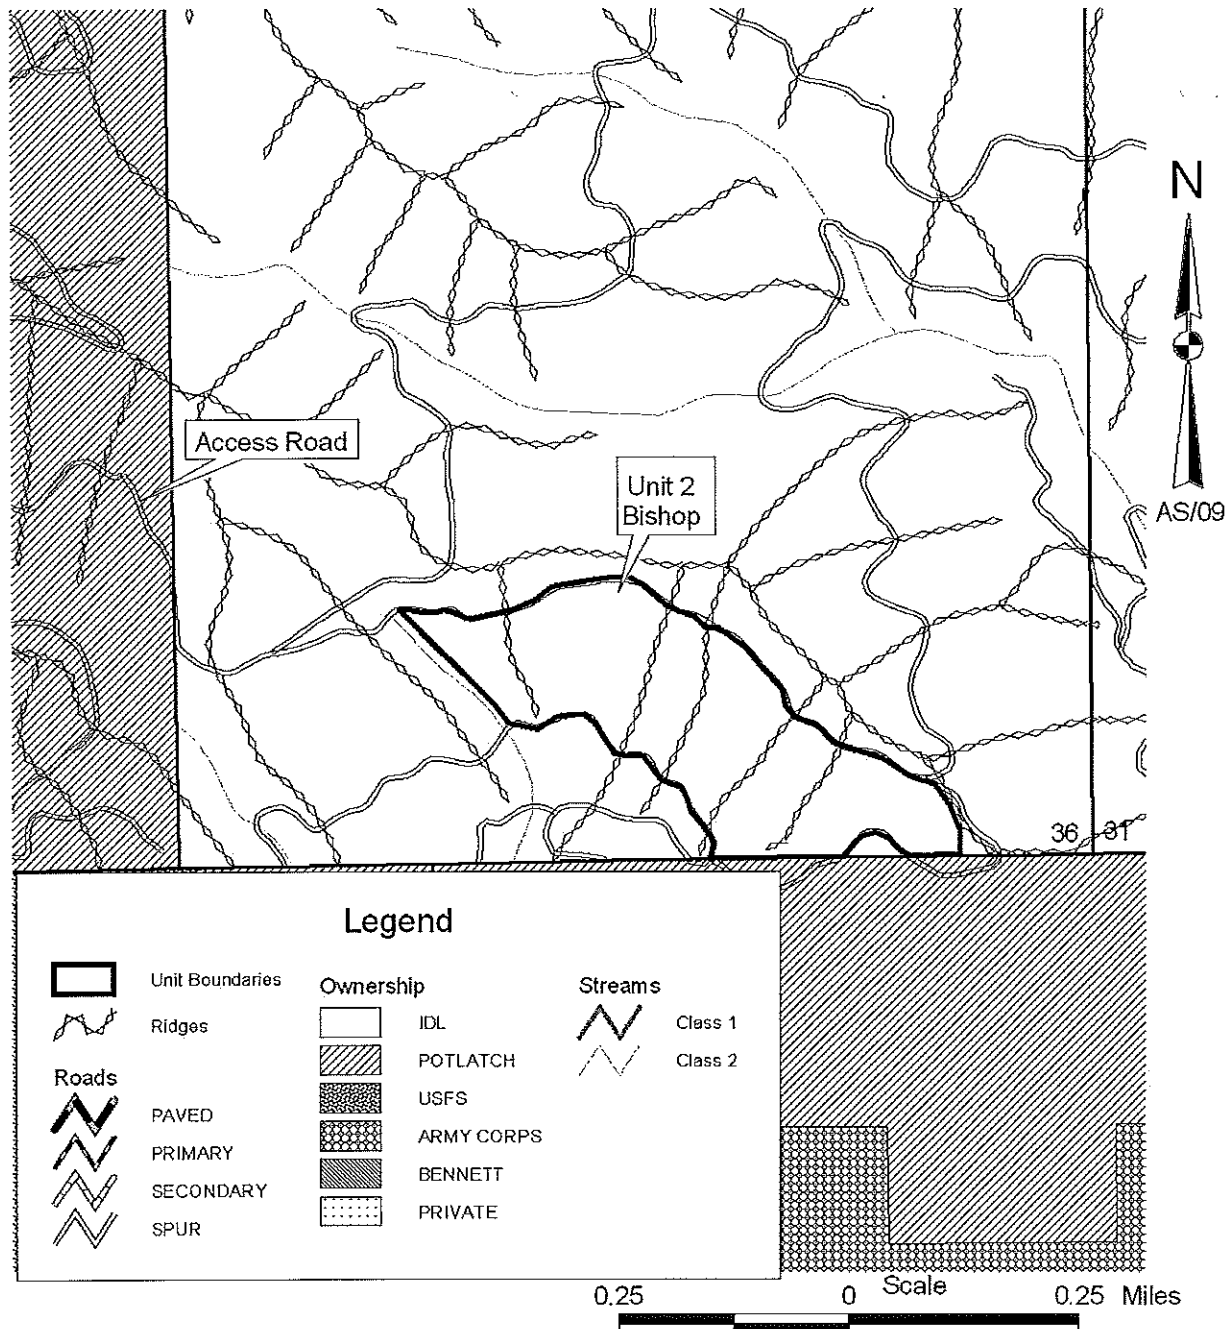 N
AS/09
Access Road
Unit 2
Bishop
36 31
Legend
Unit Boundaries
Ridges
Roads
PAVED
PRIMARY
SECONDARY
SPUR
Ownership
IDL
POTLATCH
USFS
ARMY CORPS
BENNETT
PRIVATE
Streams
Class 1
Class 2
Scale
0.25 0 0.25 Miles